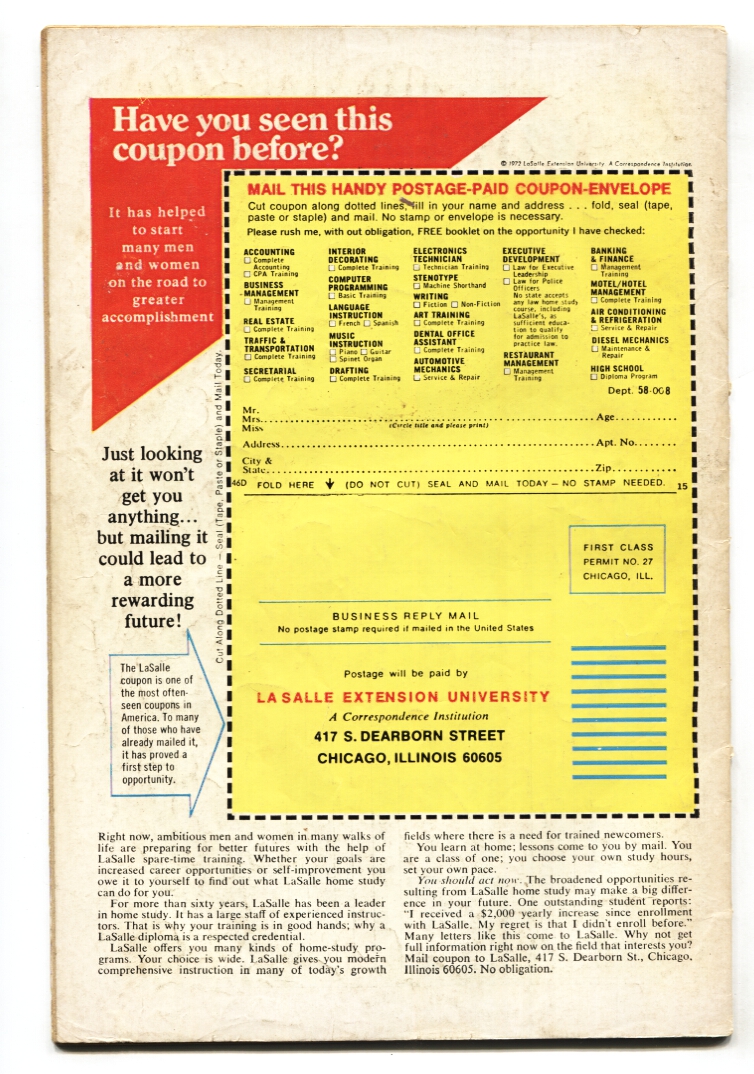 Have you seen this
coupon before?
© 1972 LaSalle Extension University. A Correspondence Institution.
It has helped
to start
many men
and women
on the road to
greater
accomplishment
MAIL THIS HANDY POSTAGE-PAID COUPON-ENVELOPE
Cut coupon along dotted lines, fill in your name and address . . . fold, seal (tape,
paste or staple) and mail. No stamp or envelope is necessary.
Please rush me, with out obligation, FREE booklet on the opportunity I have checked:
ACCOUNTING
☐ Complete
Accounting
☐ CPA Training
BUSINESS
MANAGEMENT
☐ Management
Training
REAL ESTATE
☐ Complete Training
TRAFFIC &
TRANSPORTATION
☐ Complete Training
SECRETARIAL
☐ Complete Training
INTERIOR
DECORATING
☐ Complete Training
COMPUTER
PROGRAMMING
☐ Basic Training
LANGUAGE
INSTRUCTION
☐ French ☐ Spanish
MUSIC
INSTRUCTION
☐ Piano ☐ Guitar
☐ Spinet Organ
DRAFTING
☐ Complete Training
ELECTRONICS
TECHNICIAN
☐ Technician Training
STENOTYPE
☐ Machine Shorthand
WRITING
☐ Fiction ☐ Non-Fiction
ART TRAINING
☐ Complete Training
DENTAL OFFICE
ASSISTANT
☐ Complete Training
AUTOMOTIVE
MECHANICS
☐ Service & Repair
EXECUTIVE
DEVELOPMENT
☐ Law for Executive
Leadership
☐ Law for Police
Officers
No state accepts
any law home study
course, including
LaSalle's, as
sufficient educa-
tion to qualify
for admission to
practice law.
RESTAURANT
MANAGEMENT
☐ Management
Training
BANKING
& FINANCE
☐ Management
Training
MOTEL/HOTEL
MANAGEMENT
☐ Complete Training
AIR CONDITIONING
& REFRIGERATION
☐ Service & Repair
DIESEL MECHANICS
☐ Maintenance &
Repair
HIGH SCHOOL
☐ Diploma Program
Dept. 58-008
Mr.
Mrs. Age
Miss (Circle title and please print)
Address Apt. No.
City &
State Zip
46D FOLD HERE ↓ (DO NOT CUT) SEAL AND MAIL TODAY — NO STAMP NEEDED. 15
Cut Along Dotted Line — Seal (Tape, Paste or Staple) and Mail Today.
Just looking
at it won't
get you
anything...
but mailing it
could lead to
a more
rewarding
future!
The LaSalle
coupon is one of
the most often-
seen coupons in
America. To many
of those who have
already mailed it,
it has proved a
first step to
opportunity.
FIRST CLASS
PERMIT NO. 27
CHICAGO, ILL.
BUSINESS REPLY MAIL
No postage stamp required if mailed in the United States
Postage will be paid by
LA SALLE EXTENSION UNIVERSITY
A Correspondence Institution
417 S. DEARBORN STREET
CHICAGO, ILLINOIS 60605
Right now, ambitious men and women in many walks of
life are preparing for better futures with the help of
LaSalle spare-time training. Whether your goals are
increased career opportunities or self-improvement you
owe it to yourself to find out what LaSalle home study
can do for you.
For more than sixty years, LaSalle has been a leader
in home study. It has a large staff of experienced instruc-
tors. That is why your training is in good hands; why a
LaSalle diploma is a respected credential.
LaSalle offers you many kinds of home-study pro-
grams. Your choice is wide. LaSalle gives you modern
comprehensive instruction in many of today's growth
fields where there is a need for trained newcomers.
You learn at home; lessons come to you by mail. You
are a class of one; you choose your own study hours,
set your own pace.
You should act now. The broadened opportunities re-
sulting from LaSalle home study may make a big differ-
ence in your future. One outstanding student reports:
"I received a $2,000 yearly increase since enrollment
with LaSalle. My regret is that I didn't enroll before."
Many letters like this come to LaSalle. Why not get
full information right now on the field that interests you?
Mail coupon to LaSalle, 417 S. Dearborn St., Chicago,
Illinois 60605. No obligation.